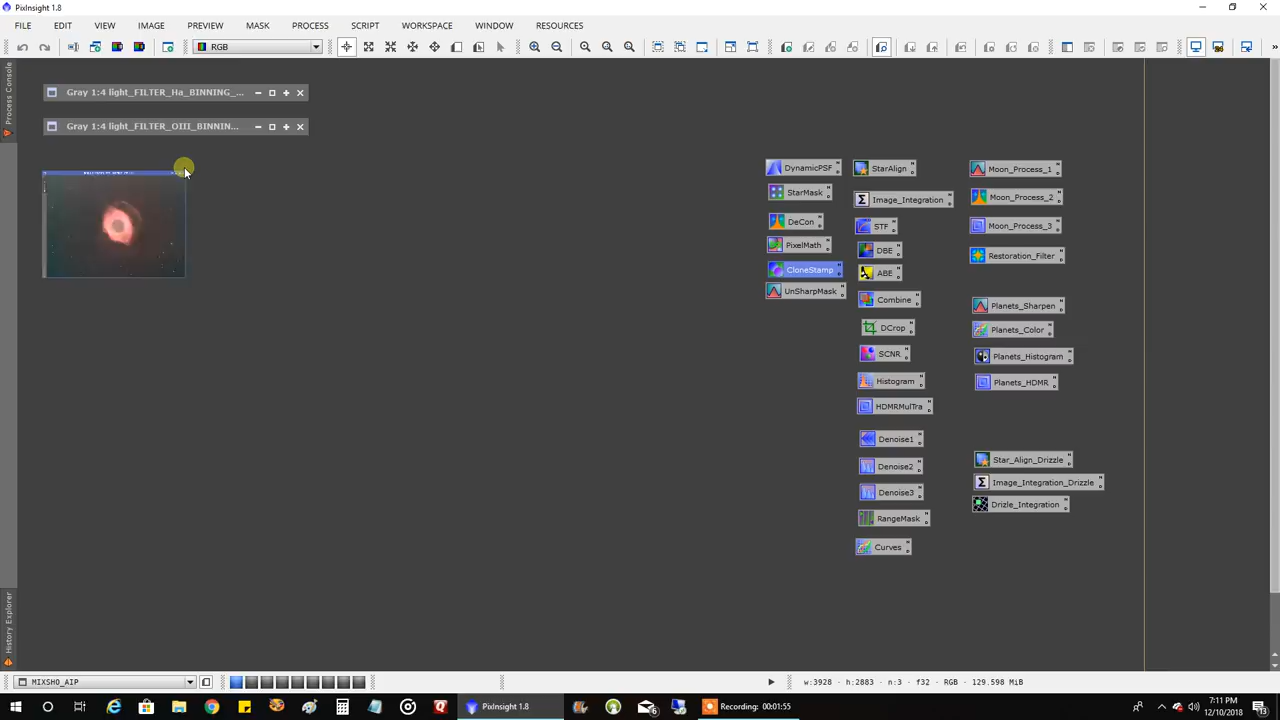 PixInsight 1.8
FILE EDIT VIEW IMAGE PREVIEW MASK PROCESS SCRIPT WORKSPACE WINDOW RESOURCES
RGB
Process Console
Gray 1:4 light_FILTER_Ha_BINNING_...
Gray 1:4 light_FILTER_OIII_BINNIN...
DynamicPSF
StarMask
DeCon
PixelMath
CloneStamp
UnSharpMask
StarAlign
Image_Integration
STF
DBE
ABE
Combine
DCrop
SCNR
Histogram
HDMRMulTra
Denoise1
Denoise2
Denoise3
RangeMask
Curves
Moon_Process_1
Moon_Process_2
Moon_Process_3
Restoration_Filter
Planets_Sharpen
Planets_Color
Planets_Histogram
Planets_HDMR
Star_Align_Drizzle
Image_Integration_Drizzle
Drizle_Integration
History Explorer
MIXSHO_AIP
w:3928 · h:2883 · n:3 · f32 · RGB · 129.598 MiB
PixInsight 1.8
Recording: 00:01:55
7:11 PM
12/10/2018